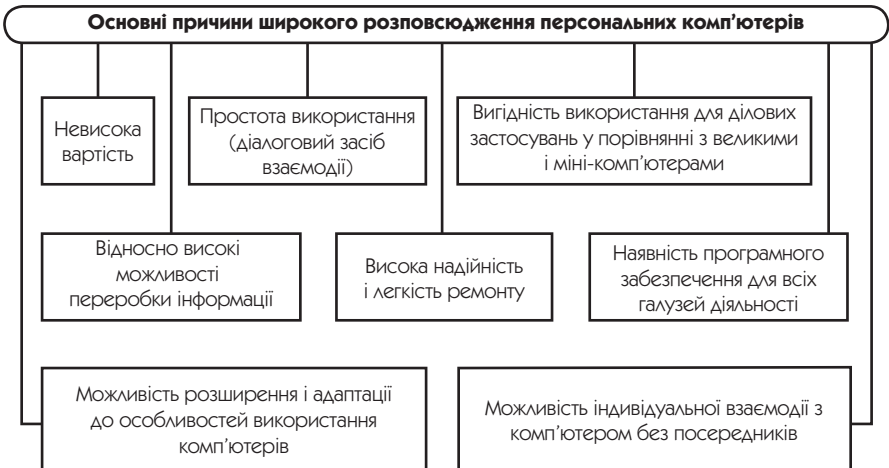 Основні причини широкого розповсюдження персональних комп’ютерів
Невисока
вартість
Простота використання
(діалоговий засіб
взаємодії)
Вигідність використання для ділових
застосувань у порівнянні з великими
і міні-комп’ютерами
Відносно високі
можливості
переробки інформації
Висока надійність
і легкість ремонту
Наявність програмного
забезпечення для всіх
галузей діяльності
Можливість розширення і адаптації
до особливостей використання
комп’ютерів
Можливість індивідуальної взаємодії з
комп’ютером без посередників